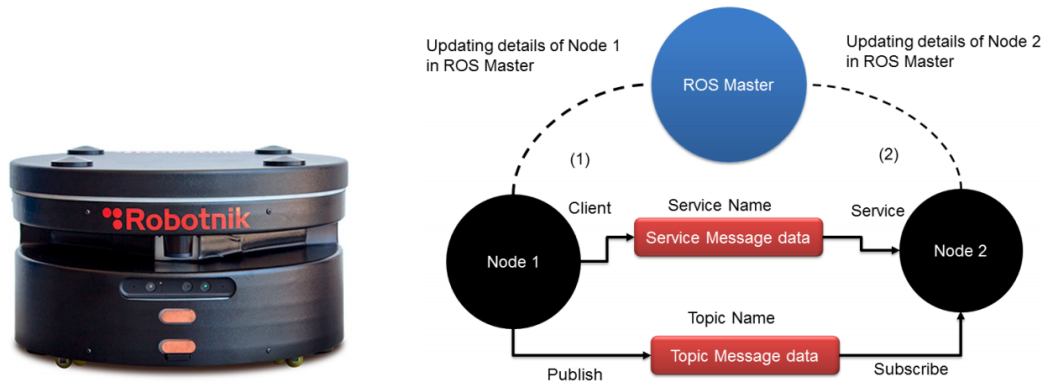 Robotnik
Updating details of Node 1
in ROS Master
ROS Master
Updating details of Node 2
in ROS Master
(1)
(2)
Client
Service Name
Service
Node 1
Service Message data
Node 2
Topic Name
Topic Message data
Publish
Subscribe